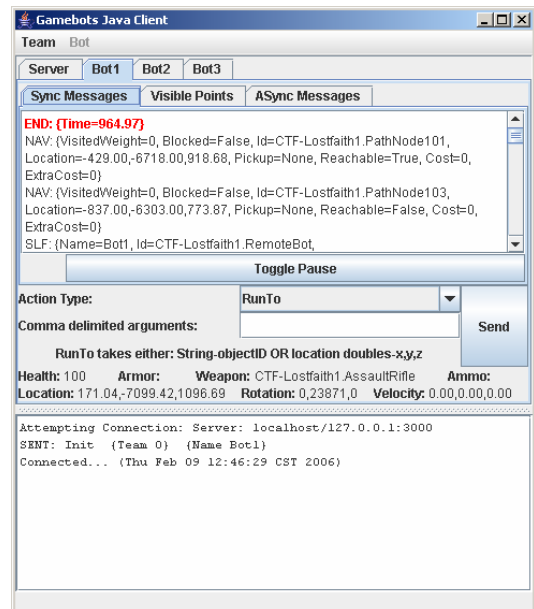 Gamebots Java Client
Team Bot
Server Bot1 Bot2 Bot3
Sync Messages Visible Points ASync Messages
END: {Time=964.97}
NAV: {VisitedWeight=0, Blocked=False, Id=CTF-Lostfaith1.PathNode101,
Location=-429.00,-6718.00,918.68, Pickup=None, Reachable=True, Cost=0,
ExtraCost=0}
NAV: {VisitedWeight=0, Blocked=False, Id=CTF-Lostfaith1.PathNode103,
Location=-837.00,-6303.00,773.87, Pickup=None, Reachable=False, Cost=0,
ExtraCost=0}
SLF: {Name=Bot1, Id=CTF-Lostfaith1.RemoteBot,
Toggle Pause
Action Type: RunTo
Comma delimited arguments: Send
RunTo takes either: String-objectID OR location doubles-x,y,z
Health: 100 Armor: Weapon: CTF-Lostfaith1.AssaultRifle Ammo:
Location: 171.04,-7099.42,1096.69 Rotation: 0,23871,0 Velocity: 0.00,0.00,0.00
Attempting Connection: Server: localhost/127.0.0.1:3000
SENT: Init {Team 0} {Name Bot1}
Connected... (Thu Feb 09 12:46:29 CST 2006)